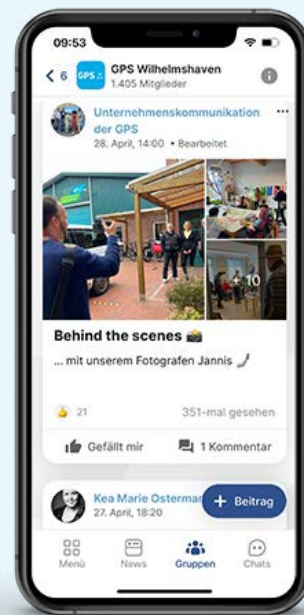 09:53
6
GPS
GPS Wilhelmshaven
1.405 Mitglieder
Unternehmenskommunikation
der GPS
28. April, 14:00 • Bearbeitet
+ 10
Behind the scenes 📸
... mit unserem Fotografen Jannis 🤳
21
351-mal gesehen
Gefällt mir
1 Kommentar
Kea Marie Osterma
27. April, 18:20
+ Beitrag
Menü
News
Gruppen
Chats